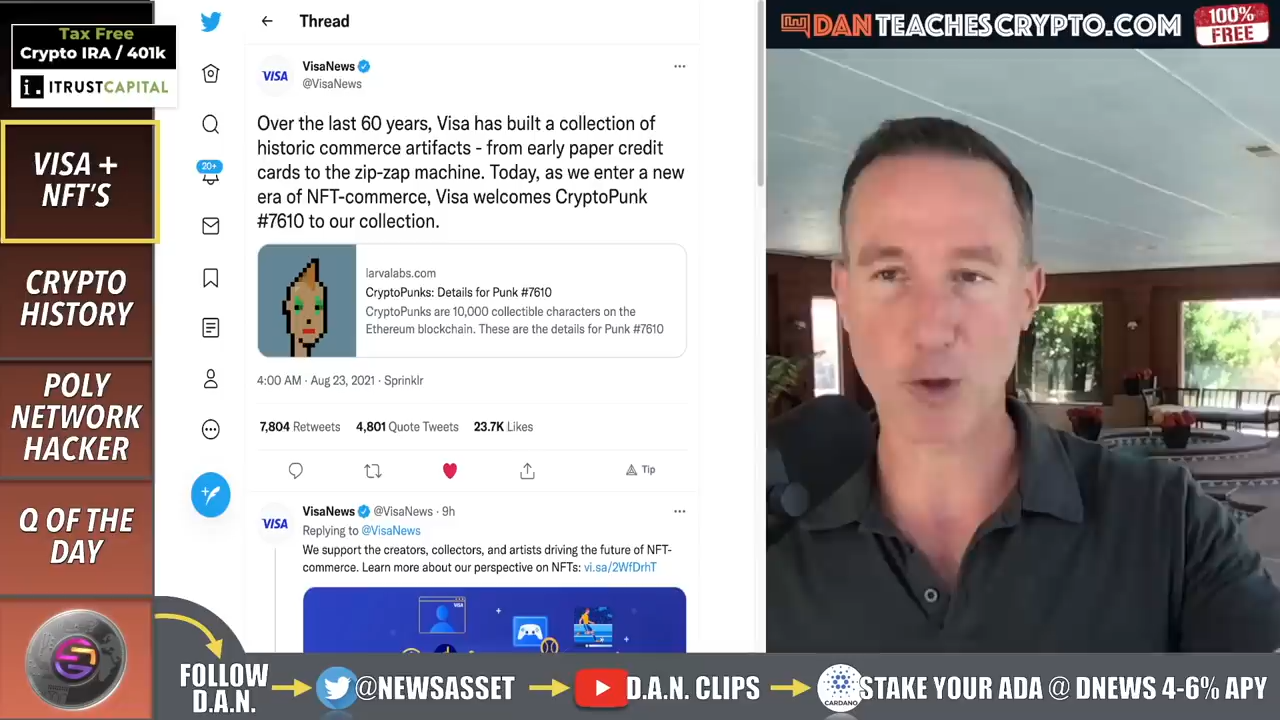 Tax Free
Crypto IRA / 401k
ITRUSTCAPITAL
VISA +
NFT'S
CRYPTO
HISTORY
POLY
NETWORK
HACKER
Q OF THE
DAY
Thread
20+
VISA
VisaNews
@VisaNews
Over the last 60 years, Visa has built a collection of
historic commerce artifacts - from early paper credit
cards to the zip-zap machine. Today, as we enter a new
era of NFT-commerce, Visa welcomes CryptoPunk
#7610 to our collection.
larvalabs.com
CryptoPunks: Details for Punk #7610
CryptoPunks are 10,000 collectible characters on the
Ethereum blockchain. These are the details for Punk #7610
4:00 AM · Aug 23, 2021 · Sprinklr
7,804 Retweets 4,801 Quote Tweets 23.7K Likes
Tip
VISA
VisaNews @VisaNews · 9h
Replying to @VisaNews
We support the creators, collectors, and artists driving the future of NFT-
commerce. Learn more about our perspective on NFTs: vi.sa/2WfDrhT
VISA
DANTEACHESCRYPTO.COM
100%
FREE
FOLLOW
D.A.N.
@NEWSASSET
D.A.N. CLIPS
CARDANO
STAKE YOUR ADA @ DNEWS 4-6% APY